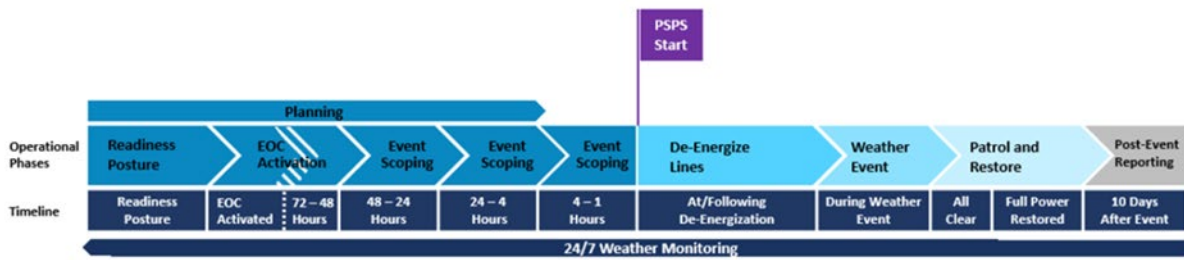 PSPS
Start
Planning
Operational
Phases
Readiness
Posture
EOC
Activation
Event
Scoping
Event
Scoping
Event
Scoping
De-Energize
Lines
Weather
Event
Patrol and
Restore
Post-Event
Reporting
Timeline
Readiness
Posture
EOC
Activated
72 – 48
Hours
48 – 24
Hours
24 – 4
Hours
4 – 1
Hours
At/Following
De-Energization
During Weather
Event
All
Clear
Full Power
Restored
10 Days
After Event
24/7 Weather Monitoring